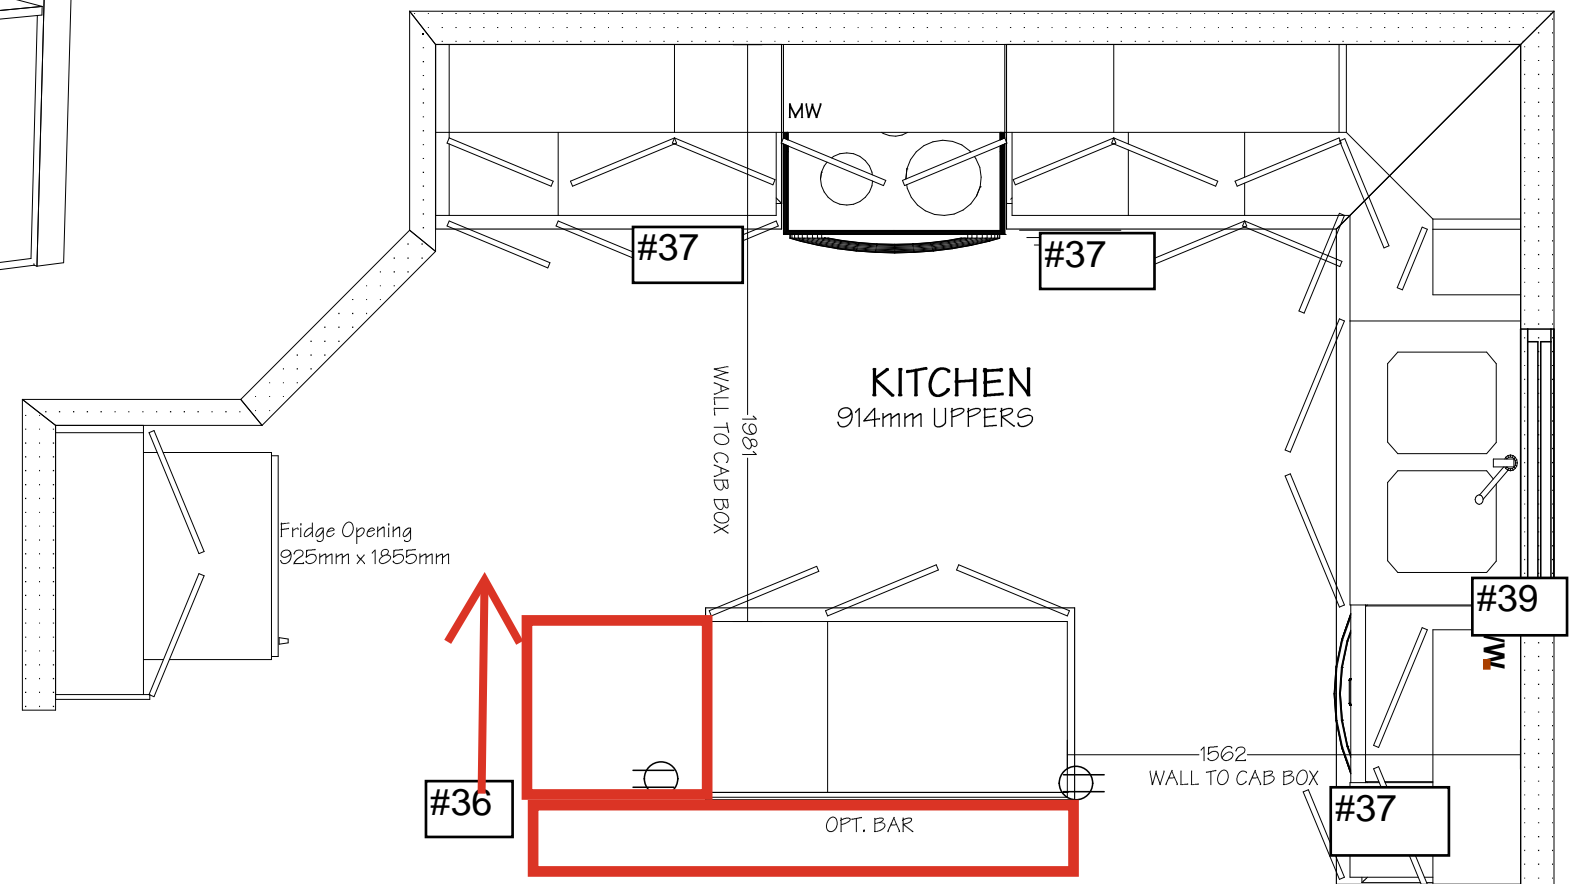 MW
#37
#37
KITCHEN
914mm UPPERS
1981
WALL TO CAB BOX
Fridge Opening
925mm x 1855mm
#39
#36
1562
WALL TO CAB BOX
#37
OPT. BAR